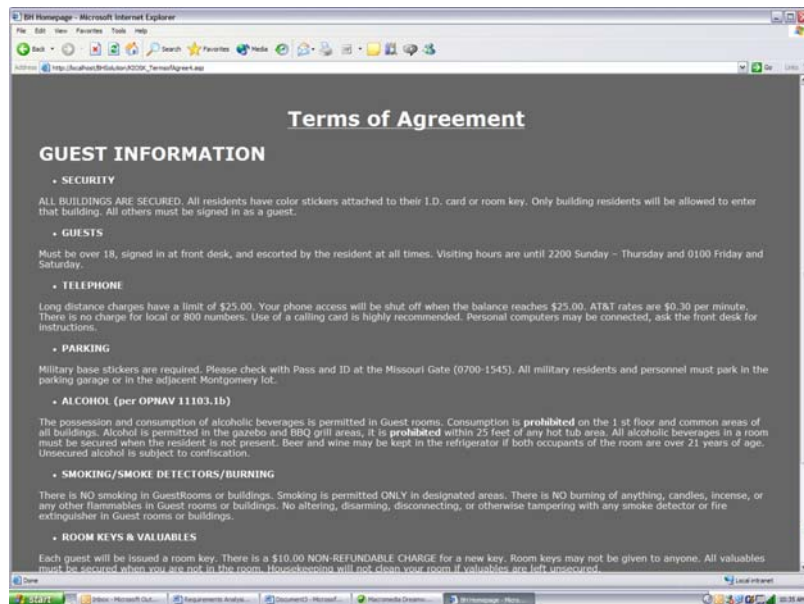 BH Homepage - Microsoft Internet Explorer
File Edit View Favorites Tools Help
Back Search Favorites Media
Address http://localhost/BHSolution/KIOSK_TermsofAgree4.asp Go Links
Terms of Agreement
GUEST INFORMATION
• SECURITY
ALL BUILDINGS ARE SECURED. All residents have color stickers attached to their I.D. card or room key. Only building residents will be allowed to enter
that building. All others must be signed in as a guest.
• GUESTS
Must be over 18, signed in at front desk, and escorted by the resident at all times. Visiting hours are until 2200 Sunday – Thursday and 0100 Friday and
Saturday.
• TELEPHONE
Long distance charges have a limit of $25.00. Your phone access will be shut off when the balance reaches $25.00. AT&T rates are $0.30 per minute.
There is no charge for local or 800 numbers. Use of a calling card is highly recommended. Personal computers may be connected, ask the front desk for
instructions.
• PARKING
Military base stickers are required. Please check with Pass and ID at the Missouri Gate (0700-1545). All military residents and personnel must park in the
parking garage or in the adjacent Montgomery lot.
• ALCOHOL (per OPNAV 11103.1b)
The possession and consumption of alcoholic beverages is permitted in Guest rooms. Consumption is prohibited on the 1 st floor and common areas of
all buildings. Alcohol is permitted in the gazebo and BBQ grill areas, it is prohibited within 25 feet of any hot tub area. All alcoholic beverages in a room
must be secured when the resident is not present. Beer and wine may be kept in the refrigerator if both occupants of the room are over 21 years of age.
Unsecured alcohol is subject to confiscation.
• SMOKING/SMOKE DETECTORS/BURNING
There is NO smoking in GuestRooms or buildings. Smoking is permitted ONLY in designated areas. There is NO burning of anything, candles, incense, or
any other flammables in Guest rooms or buildings. No altering, disarming, disconnecting, or otherwise tampering with any smoke detector or fire
extinguisher in Guest rooms or buildings.
• ROOM KEYS & VALUABLES
Each guest will be issued a room key. There is a $10.00 NON-REFUNDABLE CHARGE for a new key. Room keys may not be given to anyone. All valuables
must be secured when you are not in the room. Housekeeping will not clean your room if valuables are left unsecured.
Done Local intranet
start Inbox - Microsoft Out... Requirements Analysi... Document3 - Microsof... Macromedia Dreamw... BH Homepage - Micro... 10:35 AM